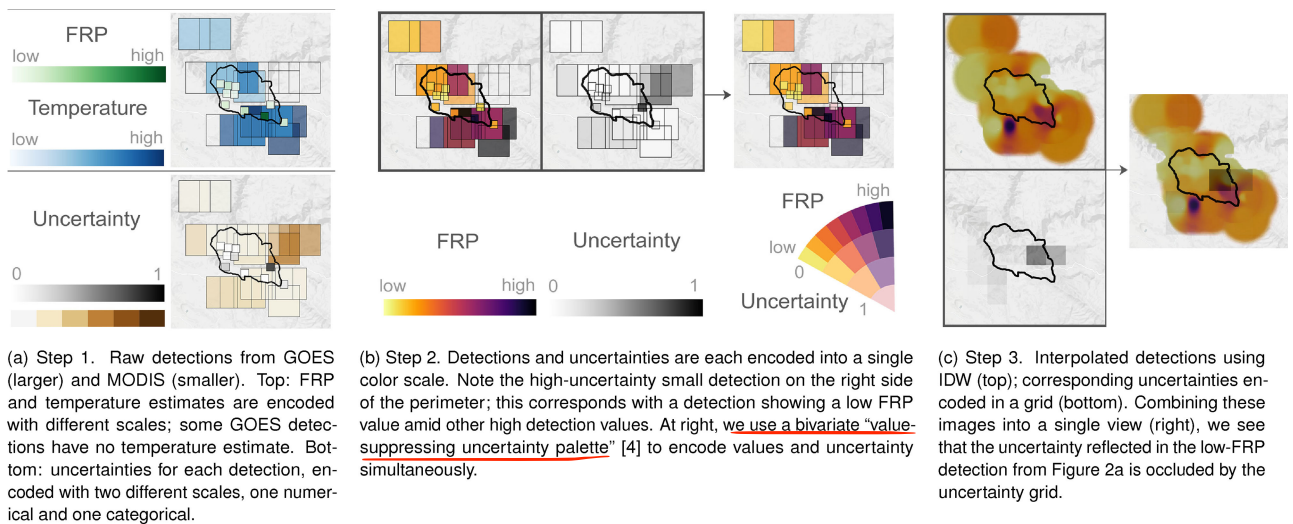 FRP
low high
Temperature
low high
Uncertainty
0 1
(a) Step 1. Raw detections from GOES
(larger) and MODIS (smaller). Top: FRP
and temperature estimates are encoded
with different scales; some GOES detec-
tions have no temperature estimate. Bot-
tom: uncertainties for each detection, en-
coded with two different scales, one numer-
ical and one categorical.
FRP
low high
Uncertainty
0 1
FRP
high
low
0
Uncertainty
1
(b) Step 2. Detections and uncertainties are each encoded into a single
color scale. Note the high-uncertainty small detection on the right side
of the perimeter; this corresponds with a detection showing a low FRP
value amid other high detection values. At right, we use a bivariate “value-
suppressing uncertainty palette” [4] to encode values and uncertainty
simultaneously.
(c) Step 3. Interpolated detections using
IDW (top); corresponding uncertainties en-
coded in a grid (bottom). Combining these
images into a single view (right), we see
that the uncertainty reflected in the low-FRP
detection from Figure 2a is occluded by the
uncertainty grid.